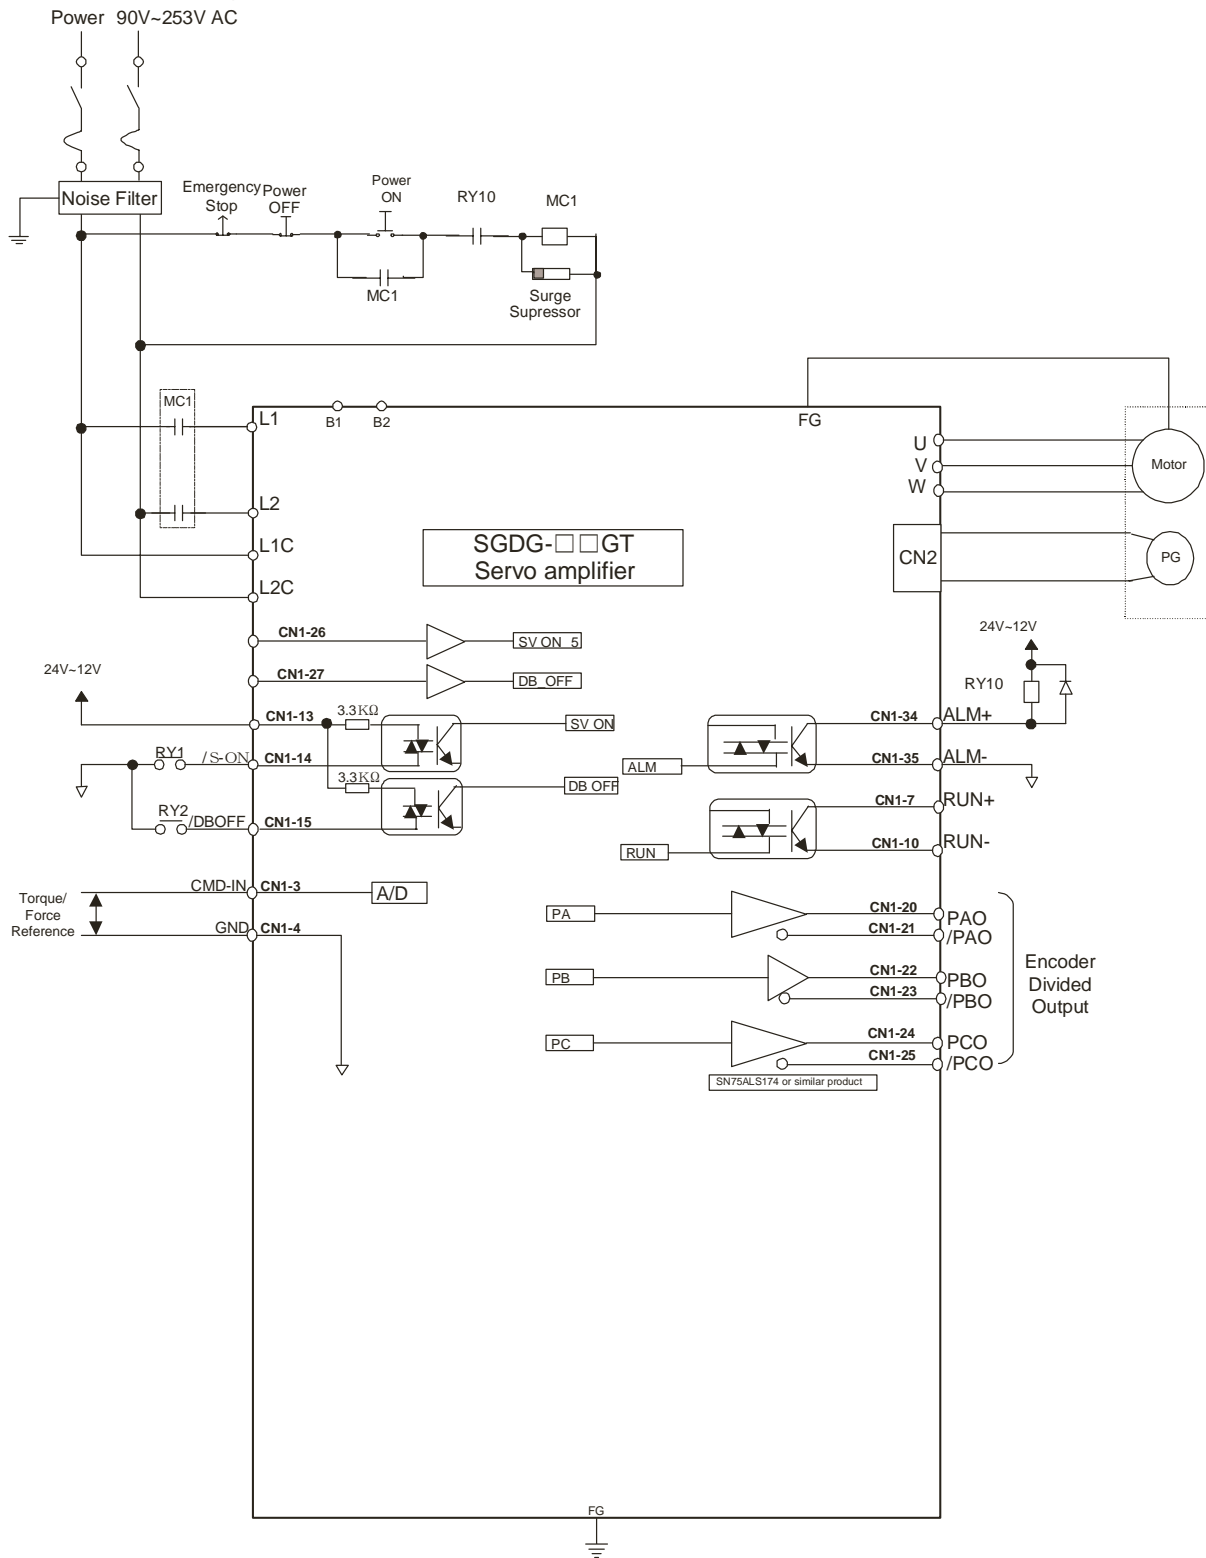 Power 90V~253V AC
Noise Filter
Emergency
Stop
Power
OFF
Power
ON
RY10
MC1
MC1
Surge
Supressor
MC1
L1
B1
B2
FG
U
V
W
Motor
L2
L1C
L2C
SGDG-□□GT
Servo amplifier
CN2
PG
CN1-26
SV ON_5
CN1-27
DB_OFF
24V~12V
CN1-13
3.3KΩ
SV ON
RY1
/S-ON
CN1-14
3.3KΩ
DB OFF
RY2
/DBOFF
CN1-15
24V~12V
RY10
CN1-34
ALM+
ALM
CN1-35
ALM-
CN1-7
RUN+
RUN
CN1-10
RUN-
Torque/
Force
Reference
CMD-IN
CN1-3
A/D
GND
CN1-4
PA
CN1-20
PAO
CN1-21
/PAO
PB
CN1-22
PBO
CN1-23
/PBO
PC
CN1-24
PCO
CN1-25
/PCO
Encoder
Divided
Output
SN75ALS174 or similar product
FG